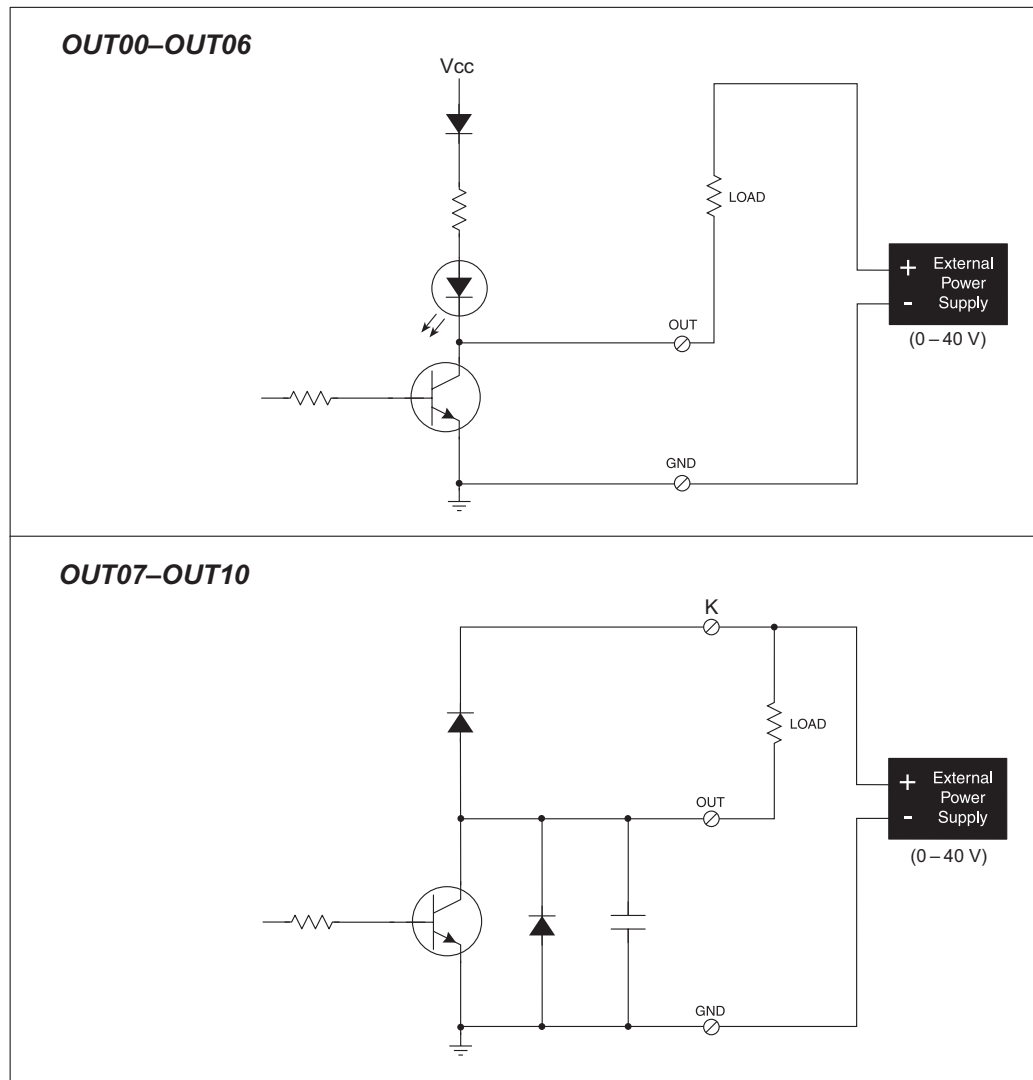 OUT00–OUT06
Vcc
LOAD
+ External
Power
- Supply
(0 – 40 V)
OUT
GND
OUT07–OUT10
K
LOAD
+ External
Power
- Supply
(0 – 40 V)
OUT
GND